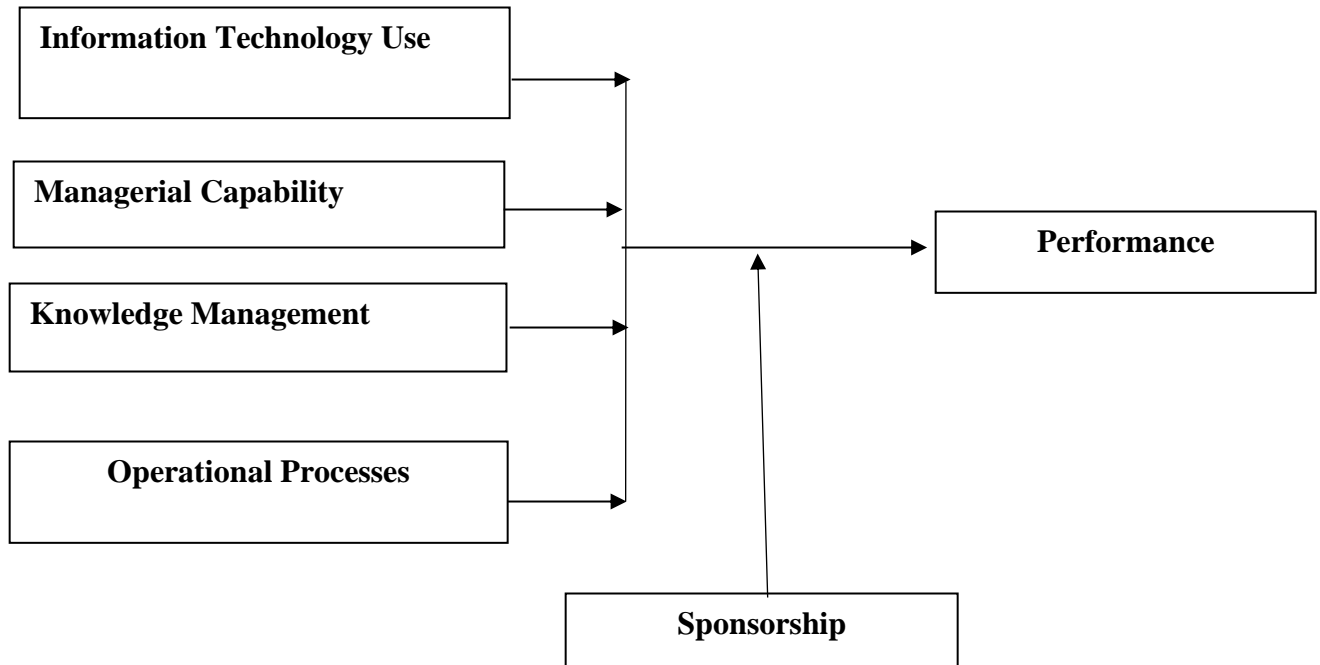 Information Technology Use
Managerial Capability
Performance
Knowledge Management
Operational Processes
Sponsorship